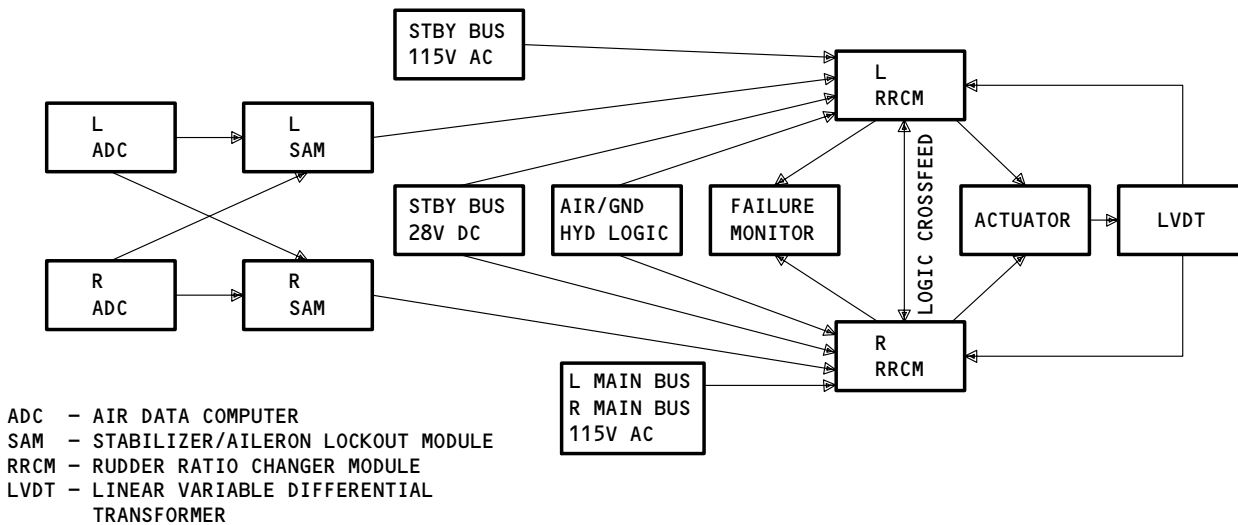 STBY BUS
115V AC
L
RRCM
L
ADC
L
SAM
STBY BUS
28V DC
AIR/GND
HYD LOGIC
FAILURE
MONITOR
LOGIC CROSSFEED
ACTUATOR
LVDT
R
ADC
R
SAM
R
RRCM
L MAIN BUS
R MAIN BUS
115V AC
ADC – AIR DATA COMPUTER
SAM – STABILIZER/AILERON LOCKOUT MODULE
RRCM – RUDDER RATIO CHANGER MODULE
LVDT – LINEAR VARIABLE DIFFERENTIAL
TRANSFORMER